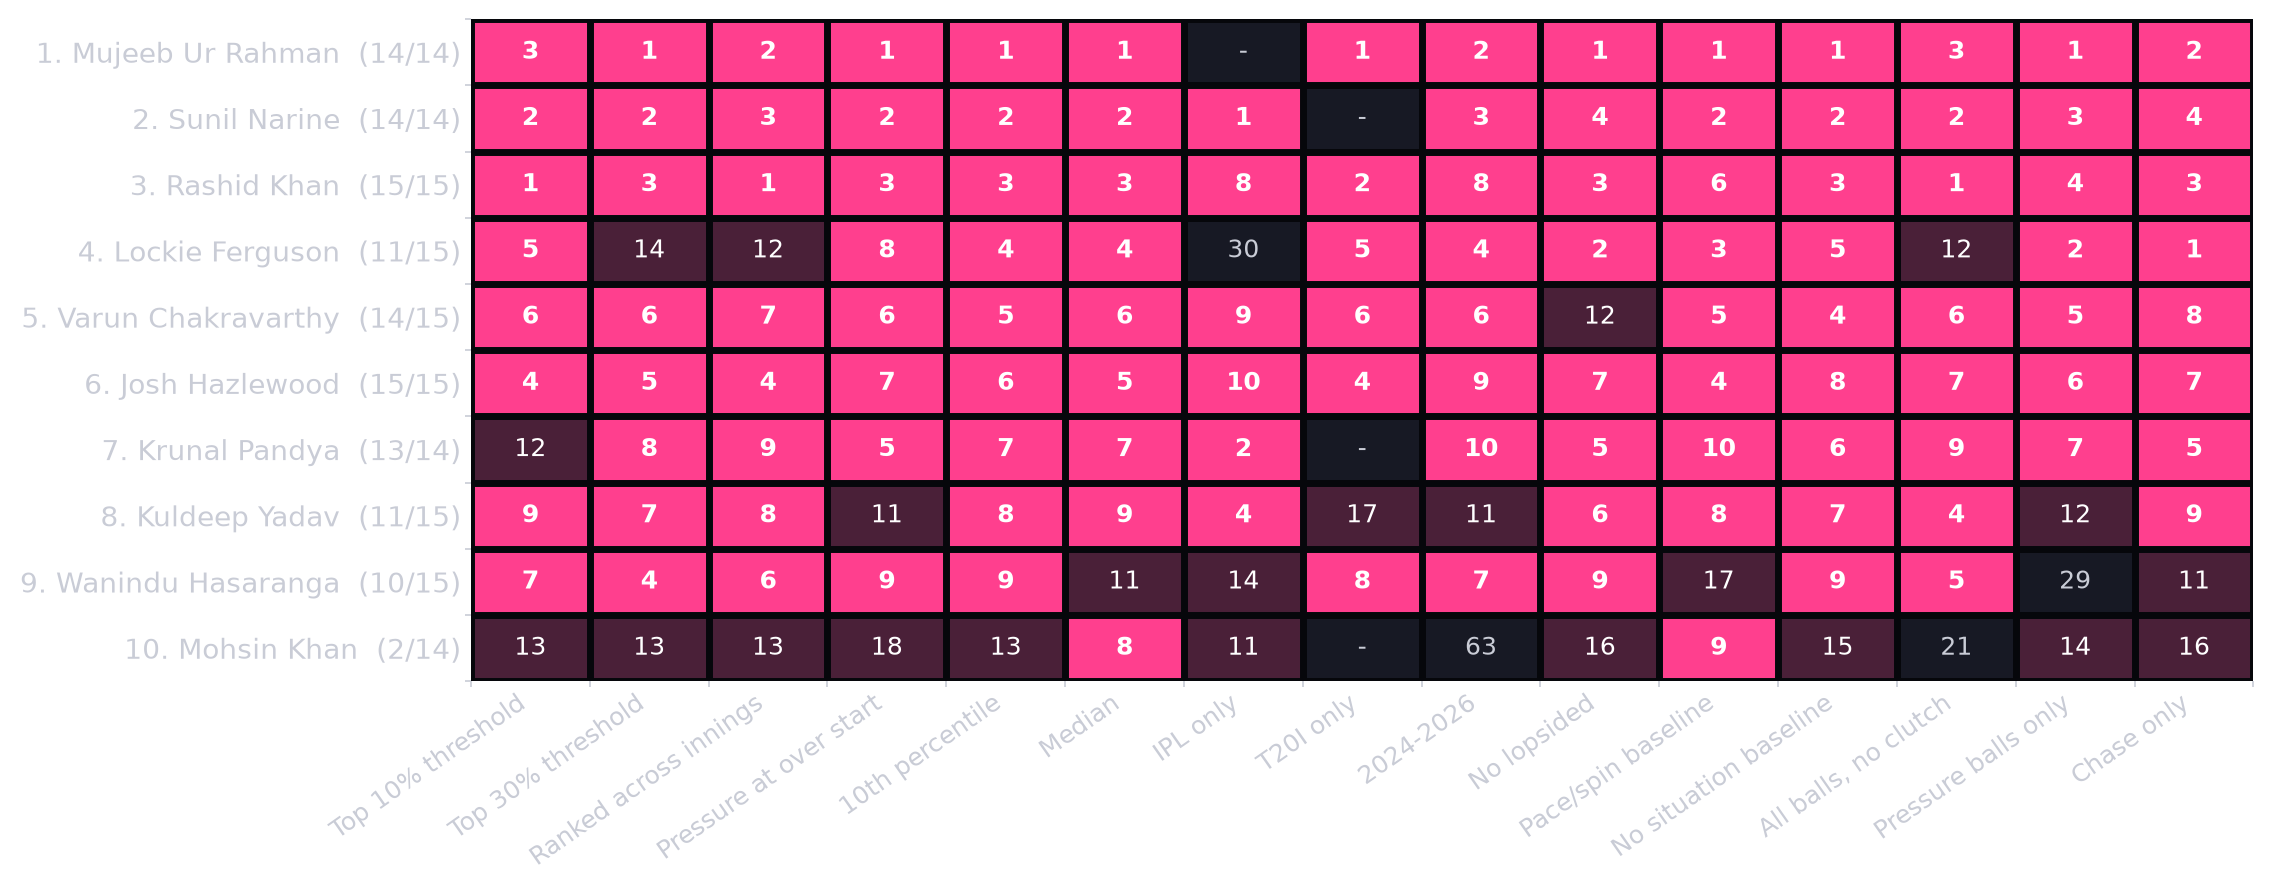 1. Mujeeb Ur Rahman (14/14) 3 1 2 1 1 1 - 1 2 1 1 1 3 1 2
2. Sunil Narine (14/14) 2 2 3 2 2 2 1 - 3 4 2 2 2 3 4
3. Rashid Khan (15/15) 1 3 1 3 3 3 8 2 8 3 6 3 1 4 3
4. Lockie Ferguson (11/15) 5 14 12 8 4 4 30 5 4 2 3 5 12 2 1
5. Varun Chakravarthy (14/15) 6 6 7 6 5 6 9 6 6 12 5 4 6 5 8
6. Josh Hazlewood (15/15) 4 5 4 7 6 5 10 4 9 7 4 8 7 6 7
7. Krunal Pandya (13/14) 12 8 9 5 7 7 2 - 10 5 10 6 9 7 5
8. Kuldeep Yadav (11/15) 9 7 8 11 8 9 4 17 11 6 8 7 4 12 9
9. Wanindu Hasaranga (10/15) 7 4 6 9 9 11 14 8 7 9 17 9 5 29 11
10. Mohsin Khan (2/14) 13 13 13 18 13 8 11 - 63 16 9 15 21 14 16
Top 10% threshold
Top 30% threshold
Ranked across innings
Pressure at over start
10th percentile
Median
IPL only
T20I only
2024-2026
No lopsided
Pace/spin baseline
No situation baseline
All balls, no clutch
Pressure balls only
Chase only